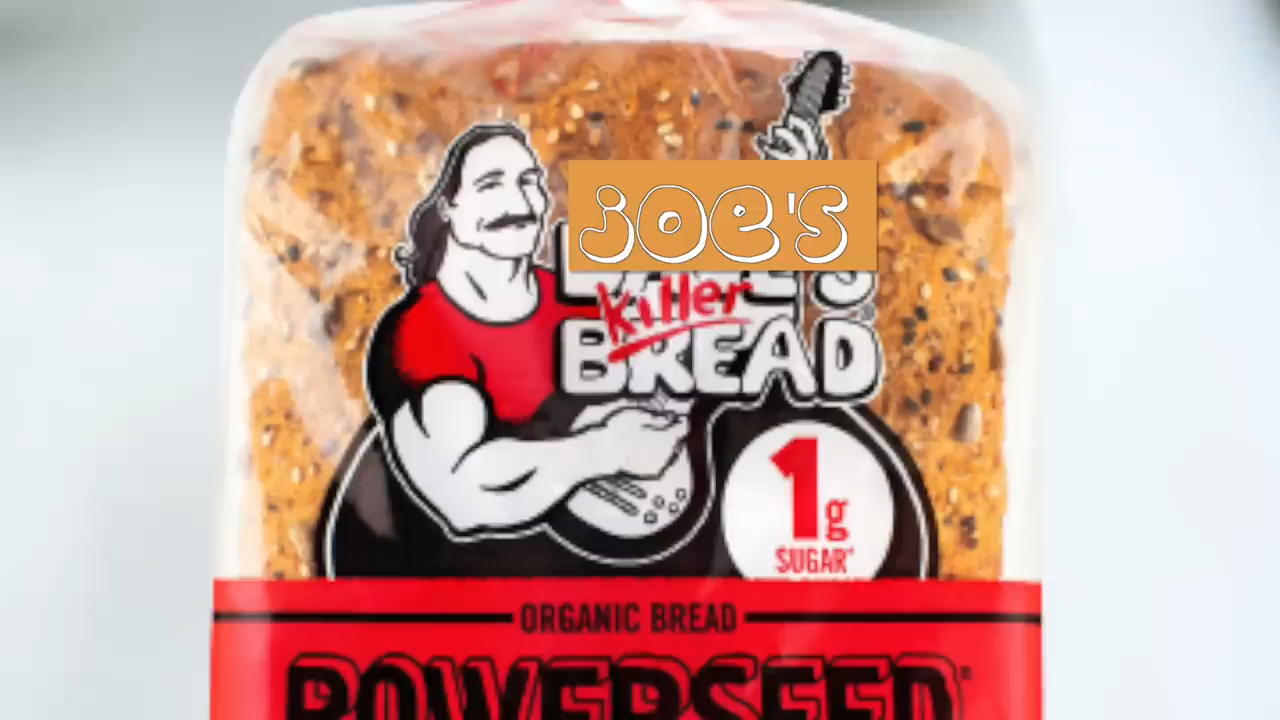 joe's
killer
BREAD
1g
SUGAR*
ORGANIC BREAD
POWERSEED